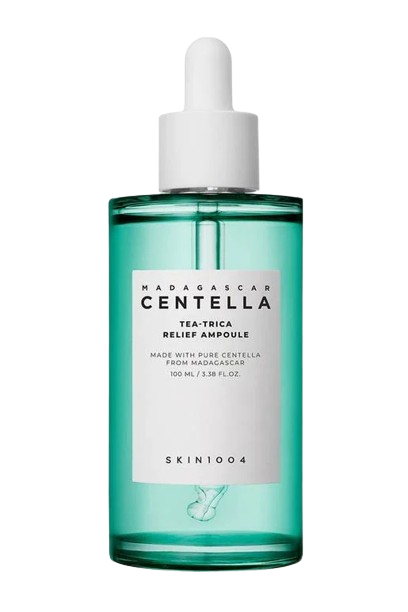 MADAGASCAR
CENTELLA
TEA-TRICA
RELIEF AMPOULE
MADE WITH PURE CENTELLA
FROM MADAGASCAR
100 ML / 3.38 FL.OZ.
SKIN1004